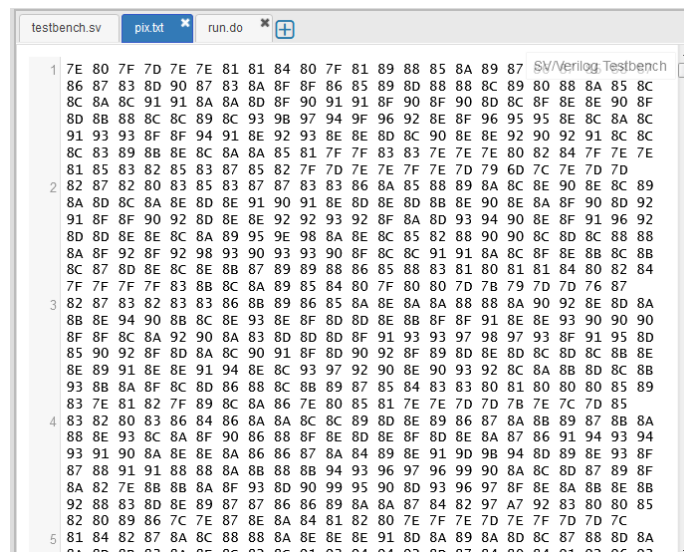 testbench.sv pix.txt run.do
SV/Verilog Testbench
1 7E 80 7F 7D 7E 7E 81 81 84 80 7F 81 89 88 85 8A 89 87
86 87 83 8D 90 87 83 8A 8F 8F 86 85 89 8D 88 88 8C 89 80 88 8A 85 8C
8C 8A 8C 91 91 8A 8A 8D 8F 90 91 91 8F 90 8F 90 8D 8C 8F 8E 8E 90 8F
8D 8B 88 8C 8C 89 8C 93 9B 97 94 9F 96 92 8E 8F 96 95 95 8E 8C 8A 8C
91 93 93 8F 8F 94 91 8E 92 93 8E 8E 8D 8C 90 8E 8E 92 90 92 91 8C 8C
8C 83 89 8B 8E 8C 8A 8A 85 81 7F 7F 83 83 7E 7E 7E 80 82 84 7F 7E 7E
81 85 83 82 85 83 87 85 82 7F 7D 7E 7E 7F 7E 7D 79 6D 7C 7E 7D 7D
2 82 87 82 80 83 85 83 87 87 83 83 86 8A 85 88 89 8A 8C 8E 90 8E 8C 89
8A 8D 8C 8A 8E 8D 8E 91 90 91 8E 8D 8E 8D 8B 8E 90 8E 8A 8F 90 8D 92
91 8F 8F 90 92 8D 8E 8E 92 92 93 92 8F 8A 8D 93 94 90 8E 8F 91 96 92
8D 8D 8E 8E 8C 8A 89 95 9E 98 8A 8E 8C 85 82 88 90 90 8C 8D 8C 88 88
8A 8F 92 8F 92 98 93 90 93 93 90 8F 8C 8C 91 91 8A 8C 8F 8E 8B 8C 8B
8C 87 8D 8E 8C 8E 8B 87 89 89 88 86 85 88 83 81 80 81 81 84 80 82 84
7F 7F 7F 7F 83 8B 8C 8A 89 85 84 80 7F 80 80 7D 7B 79 7D 7D 76 87
3 82 87 83 82 83 83 86 8B 89 86 85 8A 8E 8A 8A 88 88 8A 90 92 8E 8D 8A
8B 8E 94 90 8B 8C 8E 93 8E 8F 8D 8D 8E 8B 8F 8F 91 8E 8E 93 90 90 90
8F 8F 8C 8A 92 90 8A 83 8D 8D 8D 8F 91 93 93 97 98 97 93 8F 91 95 8D
85 90 92 8F 8D 8A 8C 90 91 8F 8D 90 92 8F 89 8D 8E 8D 8C 8D 8C 8B 8E
8E 89 91 8E 8E 91 94 8E 8C 93 97 92 90 8E 90 93 92 8C 8A 8B 8D 8C 8B
93 8B 8A 8F 8C 8D 86 88 8C 8B 89 87 85 84 83 83 80 81 80 80 80 85 89
83 7E 81 82 7F 89 8C 8A 86 7E 80 85 81 7E 7E 7D 7D 7B 7E 7C 7D 85
4 83 82 80 83 86 84 86 8A 8A 8C 8C 89 8D 8E 89 86 87 8A 8B 89 87 8B 8A
88 8E 93 8C 8A 8F 90 86 88 8F 8E 8D 8E 8F 8D 8E 8A 87 86 91 94 93 94
93 91 90 8A 8E 8E 8A 86 86 87 8A 84 89 8E 91 9D 9B 94 8D 89 8E 93 8F
87 88 91 91 88 88 8A 8B 88 8B 94 93 96 97 96 99 90 8A 8C 8D 87 89 8F
8A 82 7E 8B 8B 8A 8F 93 8D 90 99 95 90 8D 93 96 97 8F 8E 8A 8B 8E 8B
92 88 83 8D 8E 89 87 87 86 86 89 8A 8A 87 84 82 97 A7 92 83 80 80 85
82 80 89 86 7C 7E 87 8E 8A 84 81 82 80 7E 7F 7E 7D 7E 7F 7D 7D 7C
5 81 84 82 87 8A 8C 88 88 8A 8E 8E 8E 91 8D 8A 89 8A 8D 8C 87 88 8D 8A